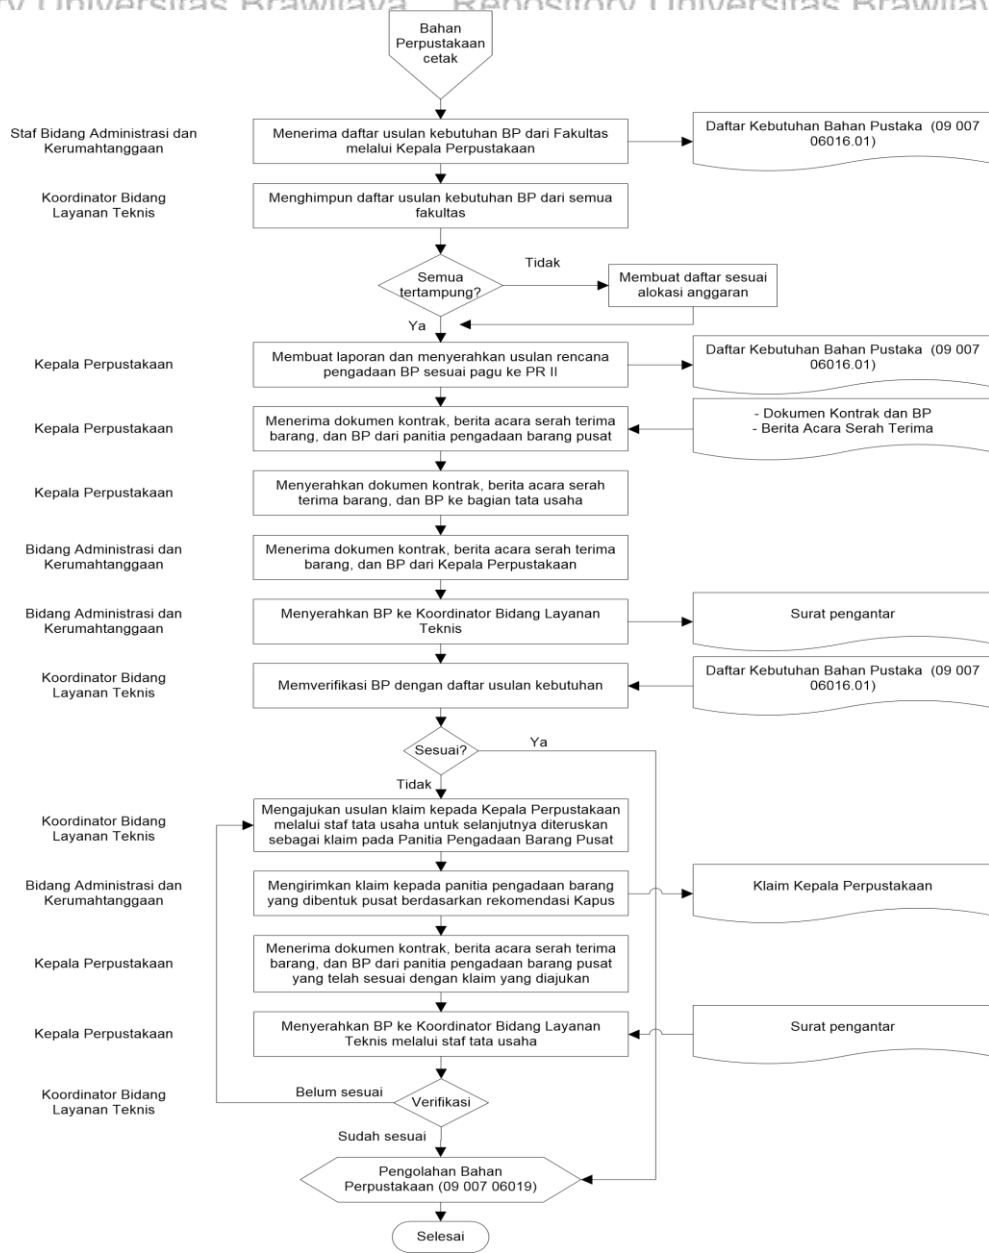 Repository Universitas Brawijaya
Bahan
Perpustakaan
cetak
Staf Bidang Administrasi dan
Kerumahtanggaan
Menerima daftar usulan kebutuhan BP dari Fakultas
melalui Kepala Perpustakaan
Daftar Kebutuhan Bahan Pustaka (09 007
06016.01)
Koordinator Bidang
Layanan Teknis
Menghimpun daftar usulan kebutuhan BP dari semua
fakultas
Semua
tertampung?
Tidak
Membuat daftar sesuai
alokasi anggaran
Ya
Kepala Perpustakaan
Membuat laporan dan menyerahkan usulan rencana
pengadaan BP sesuai pagu ke PR II
Daftar Kebutuhan Bahan Pustaka (09 007
06016.01)
Kepala Perpustakaan
Menerima dokumen kontrak, berita acara serah terima
barang, dan BP dari panitia pengadaan barang pusat
- Dokumen Kontrak dan BP
- Berita Acara Serah Terima
Kepala Perpustakaan
Menyerahkan dokumen kontrak, berita acara serah
terima barang, dan BP ke bagian tata usaha
Bidang Administrasi dan
Kerumahtanggaan
Menerima dokumen kontrak, berita acara serah terima
barang, dan BP dari Kepala Perpustakaan
Bidang Administrasi dan
Kerumahtanggaan
Menyerahkan BP ke Koordinator Bidang Layanan
Teknis
Surat pengantar
Koordinator Bidang
Layanan Teknis
Memverifikasi BP dengan daftar usulan kebutuhan
Daftar Kebutuhan Bahan Pustaka (09 007
06016.01)
Sesuai?
Ya
Tidak
Koordinator Bidang
Layanan Teknis
Mengajukan usulan klaim kepada Kepala Perpustakaan
melalui staf tata usaha untuk selanjutnya diteruskan
sebagai klaim pada Panitia Pengadaan Barang Pusat
Bidang Administrasi dan
Kerumahtanggaan
Mengirimkan klaim kepada panitia pengadaan barang
yang dibentuk pusat berdasarkan rekomendasi Kapus
Klaim Kepala Perpustakaan
Kepala Perpustakaan
Menerima dokumen kontrak, berita acara serah terima
barang, dan BP dari panitia pengadaan barang pusat
yang telah sesuai dengan klaim yang diajukan
Kepala Perpustakaan
Menyerahkan BP ke Koordinator Bidang Layanan
Teknis melalui staf tata usaha
Surat pengantar
Koordinator Bidang
Layanan Teknis
Belum sesuai
Verifikasi
Sudah sesuai
Pengolahan Bahan
Perpustakaan (09 007 06019)
Selesai